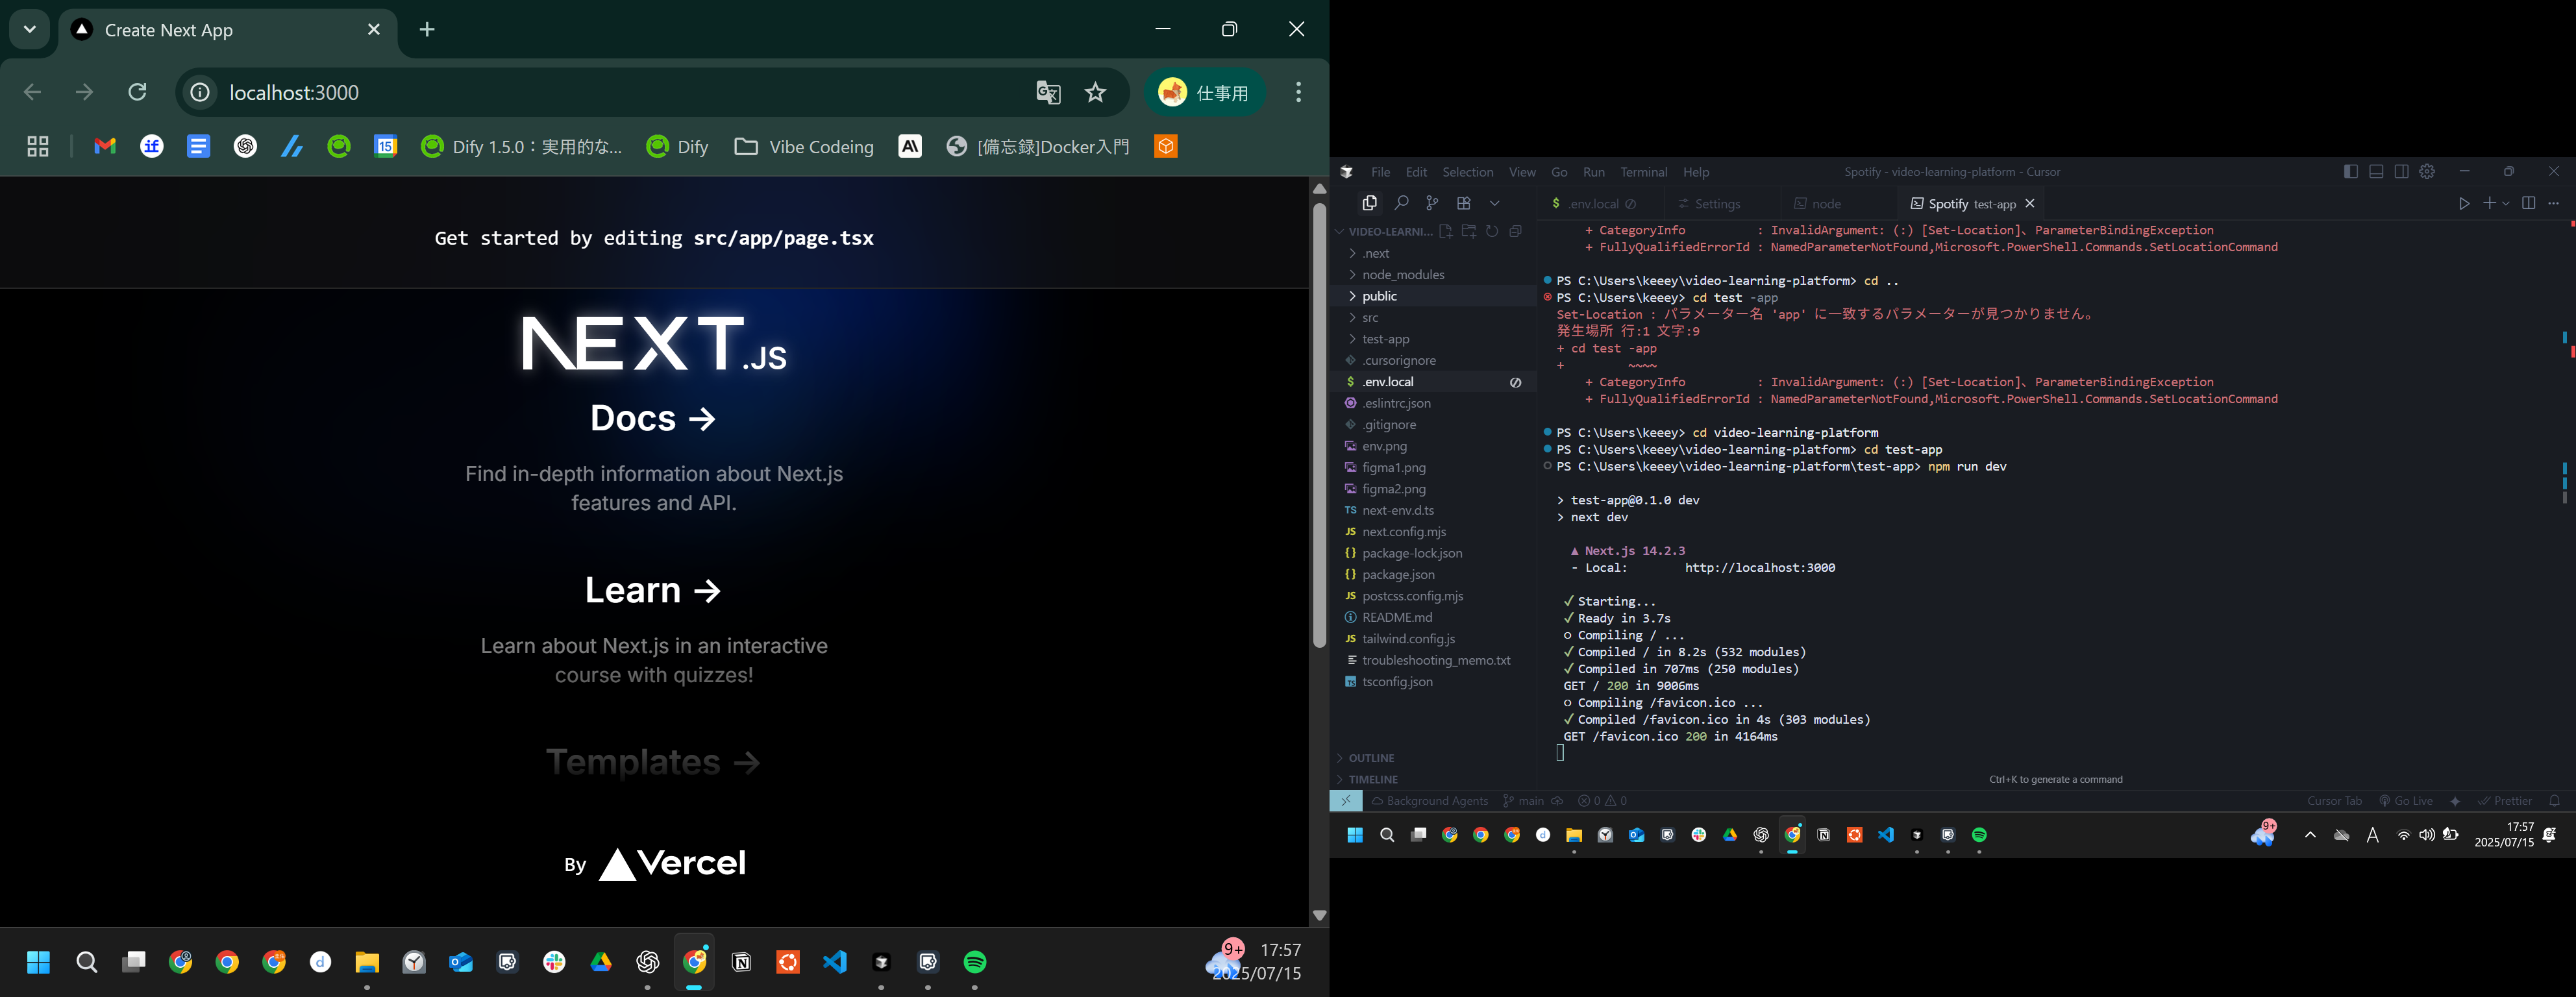 Create Next App
localhost:3000
仕事用
Dify 1.5.0：実用的な...
Dify
Vibe Codeing
[備忘録]Docker入門
Get started by editing src/app/page.tsx
NEXT.JS
Docs →
Find in-depth information about Next.js
features and API.
Learn →
Learn about Next.js in an interactive
course with quizzes!
Templates →
By Vercel
9+
17:57
2025/07/15
File Edit Selection View Go Run Terminal Help
Spotify - video-learning-platform - Cursor
.env.local
Settings
node
Spotify test-app
VIDEO-LEARNI...
.next
node_modules
public
src
test-app
.cursorignore
.env.local
.eslintrc.json
.gitignore
env.png
figma1.png
figma2.png
next-env.d.ts
next.config.mjs
package-lock.json
package.json
postcss.config.mjs
README.md
tailwind.config.js
troubleshooting_memo.txt
tsconfig.json
OUTLINE
TIMELINE
+ CategoryInfo : InvalidArgument: (:) [Set-Location]、ParameterBindingException
+ FullyQualifiedErrorId : NamedParameterNotFound,Microsoft.PowerShell.Commands.SetLocationCommand
PS C:\Users\keeey\video-learning-platform> cd ..
PS C:\Users\keeey> cd test -app
Set-Location : パラメーター名 'app' に一致するパラメーターが見つかりません。
発生場所 行:1 文字:9
+ cd test -app
+ ~~~~
+ CategoryInfo : InvalidArgument: (:) [Set-Location]、ParameterBindingException
+ FullyQualifiedErrorId : NamedParameterNotFound,Microsoft.PowerShell.Commands.SetLocationCommand
PS C:\Users\keeey> cd video-learning-platform
PS C:\Users\keeey\video-learning-platform> cd test-app
PS C:\Users\keeey\video-learning-platform\test-app> npm run dev
> test-app@0.1.0 dev
> next dev
▲ Next.js 14.2.3
- Local: http://localhost:3000
✓ Starting...
✓ Ready in 3.7s
○ Compiling / ...
✓ Compiled / in 8.2s (532 modules)
✓ Compiled in 707ms (250 modules)
GET / 200 in 9006ms
○ Compiling /favicon.ico ...
✓ Compiled /favicon.ico in 4s (303 modules)
GET /favicon.ico 200 in 4164ms
Ctrl+K to generate a command
Background Agents
main
0 0
Cursor Tab
Go Live
Prettier
9+
17:57
2025/07/15